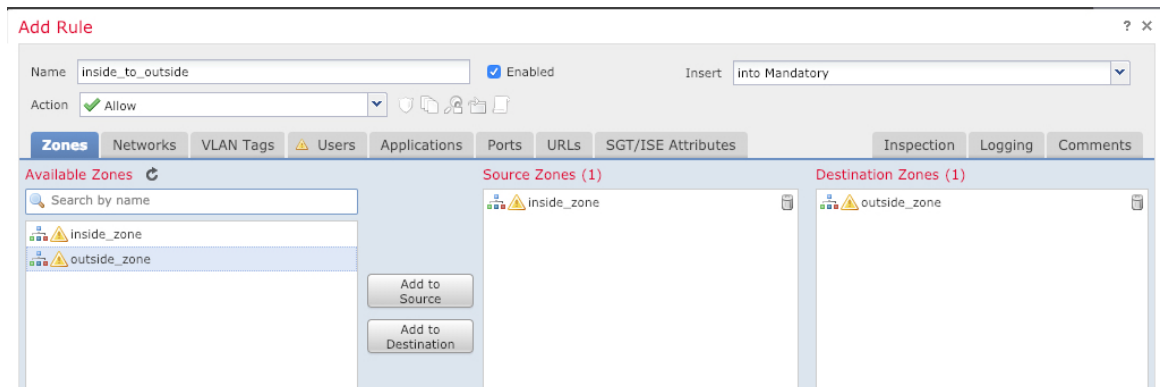 Add Rule
? ×
Name inside_to_outside Enabled Insert into Mandatory
Action Allow
Zones Networks VLAN Tags Users Applications Ports URLs SGT/ISE Attributes Inspection Logging Comments
Available Zones Source Zones (1) Destination Zones (1)
Search by name inside_zone outside_zone
inside_zone
outside_zone
Add to
Source
Add to
Destination